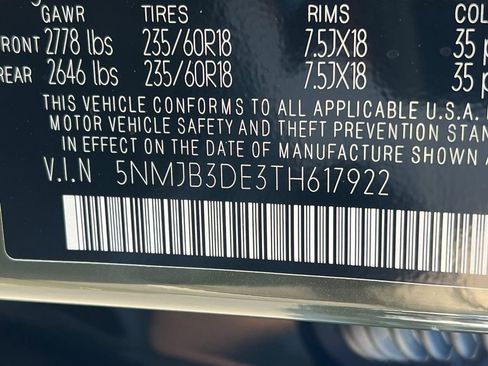 GAWR TIRES RIMS
FRONT 2778 lbs 235/60R18 7.5JX18 35
REAR 2646 lbs 235/60R18 7.5JX18 35
THIS VEHICLE CONFORMS TO ALL APPLICABLE U.S.A.
MOTOR VEHICLE SAFETY AND THEFT PREVENTION
IN EFFECT ON THE DATE OF MANUFACTURE SHOWN
V.I.N 5NMJB3DE3TH617922